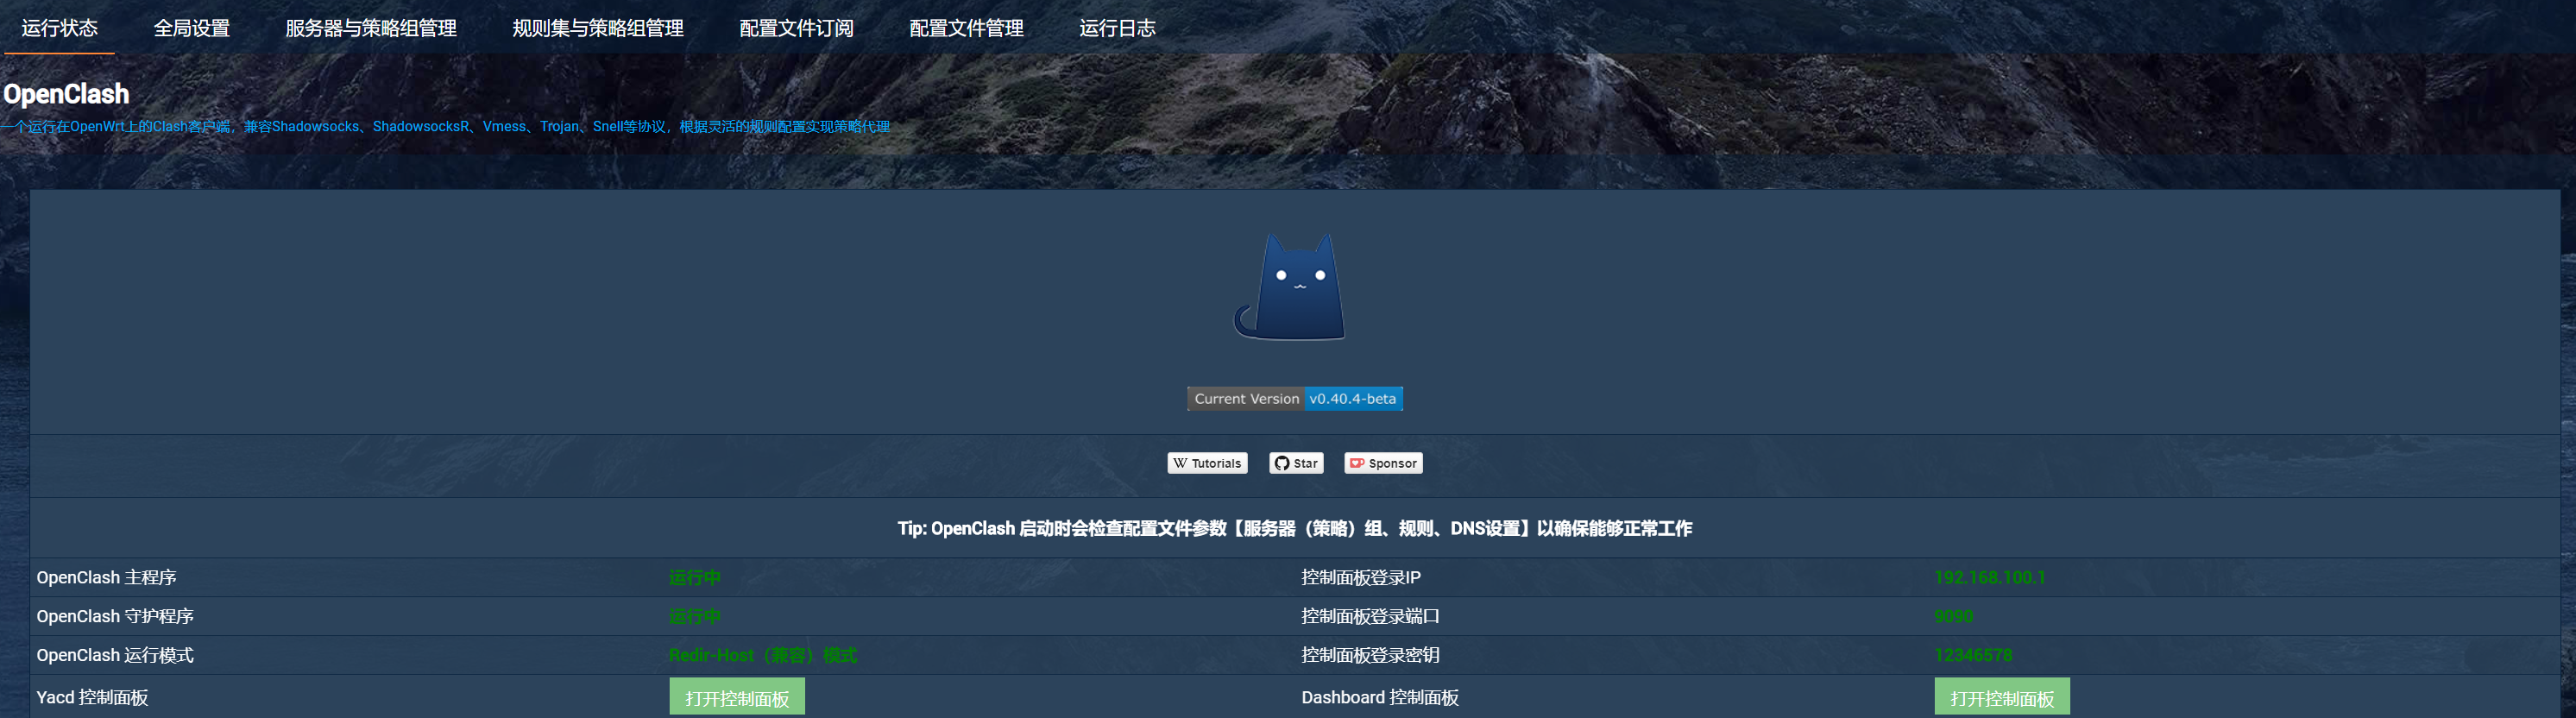 运行状态 全局设置 服务器与策略组管理 规则集与策略组管理 配置文件订阅 配置文件管理 运行日志
OpenClash
一个运行在OpenWrt上的Clash客户端，兼容Shadowsocks、ShadowsocksR、Vmess、Trojan、Snell等协议，根据灵活的规则配置实现策略代理
Current Version v0.40.4-beta
W Tutorials Star Sponsor
Tip: OpenClash 启动时会检查配置文件参数【服务器（策略）组、规则、DNS设置】以确保能够正常工作
OpenClash 主程序 运行中 控制面板登录IP 192.168.100.1
OpenClash 守护程序 运行中 控制面板登录端口 9090
OpenClash 运行模式 Redir-Host（兼容）模式 控制面板登录密钥 12346578
Yacd 控制面板 打开控制面板 Dashboard 控制面板 打开控制面板